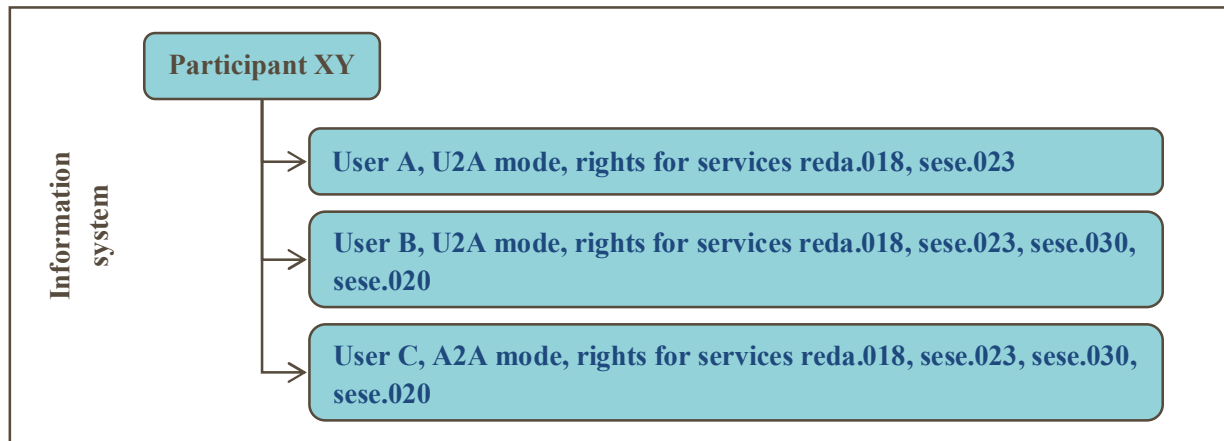 Participant XY
Information
system
User A, U2A mode, rights for services reda.018, sese.023
User B, U2A mode, rights for services reda.018, sese.023, sese.030,
sese.020
User C, A2A mode, rights for services reda.018, sese.023, sese.030,
sese.020